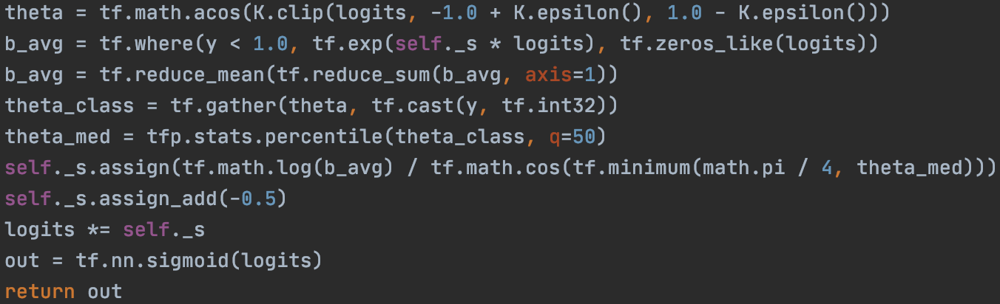 theta = tf.math.acos(K.clip(logits, -1.0 + K.epsilon(), 1.0 - K.epsilon()))
b_avg = tf.where(y < 1.0, tf.exp(self._s * logits), tf.zeros_like(logits))
b_avg = tf.reduce_mean(tf.reduce_sum(b_avg, axis=1))
theta_class = tf.gather(theta, tf.cast(y, tf.int32))
theta_med = tfp.stats.percentile(theta_class, q=50)
self._s.assign(tf.math.log(b_avg) / tf.math.cos(tf.minimum(math.pi / 4, theta_med)))
self._s.assign_add(-0.5)
logits *= self._s
out = tf.nn.sigmoid(logits)
return out